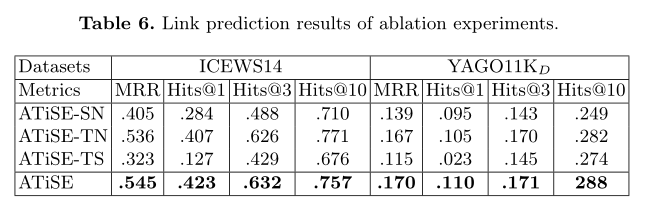 Table 6. Link prediction results of ablation experiments.
Datasets ICEWS14 YAGO11K_D
Metrics MRR Hits@1 Hits@3 Hits@10 MRR Hits@1 Hits@3 Hits@10
ATiSE-SN .405 .284 .488 .710 .139 .095 .143 .249
ATiSE-TN .536 .407 .626 .771 .167 .105 .170 .282
ATiSE-TS .323 .127 .429 .676 .115 .023 .145 .274
ATiSE .545 .423 .632 .757 .170 .110 .171 288